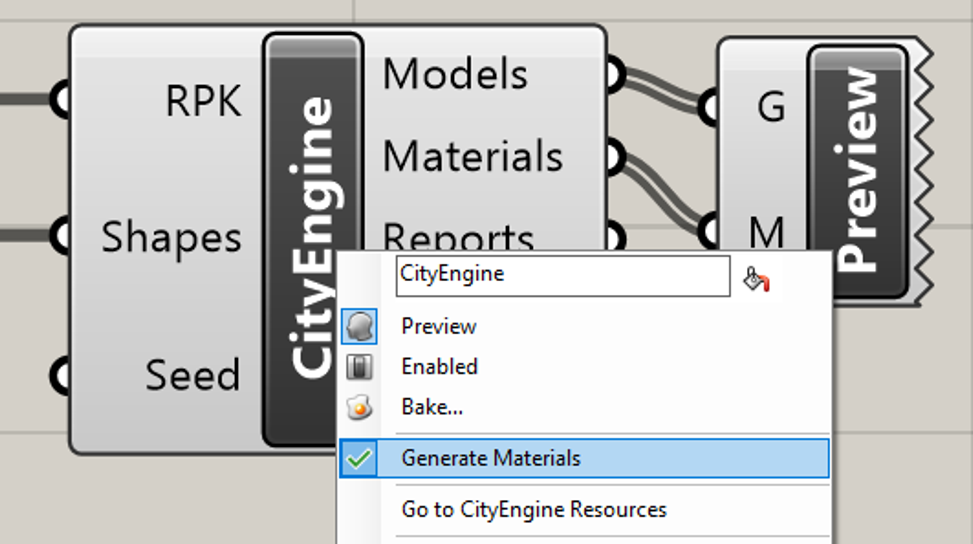 RPK
Shapes
Seed
CityEngine
Models
Materials
Reports
G
M
Preview
CityEngine
Preview
Enabled
Bake...
Generate Materials
Go to CityEngine Resources